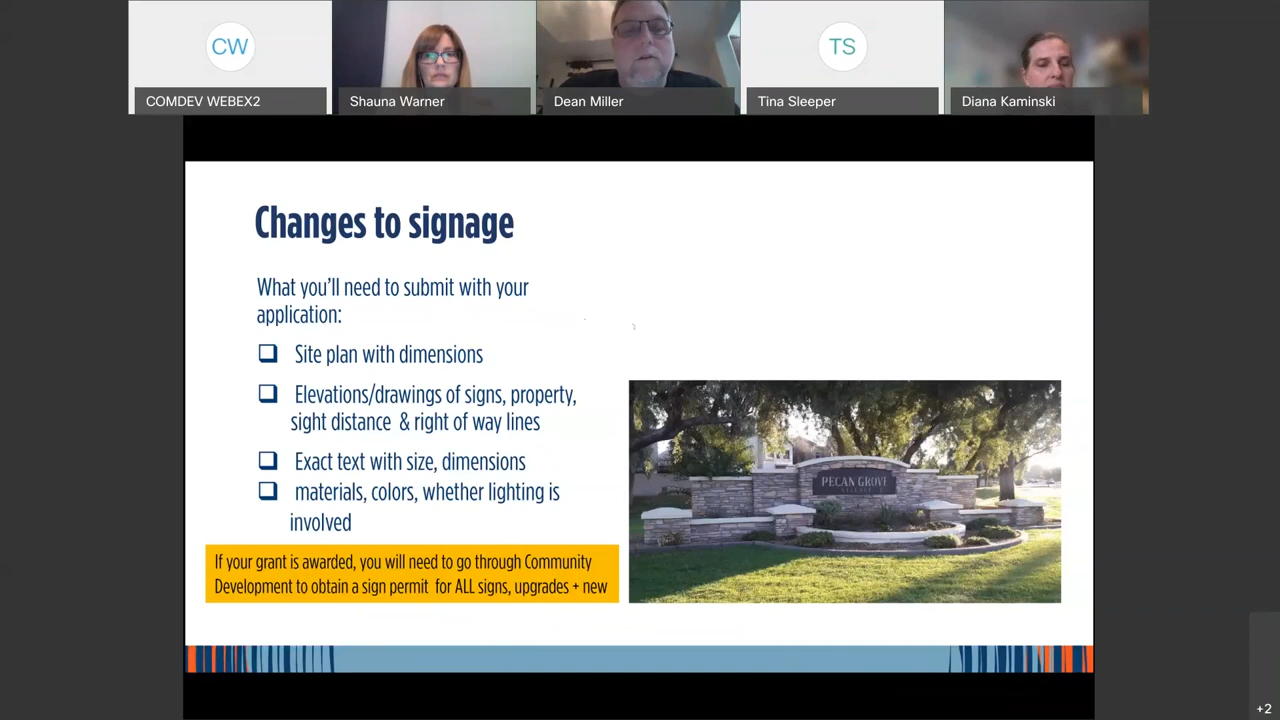 CW
TS
COMDEV WEBEX2
Shauna Warner
Dean Miller
Tina Sleeper
Diana Kaminski
Changes to signage
What you'll need to submit with your
application:
Site plan with dimensions
Elevations/drawings of signs, property,
sight distance & right of way lines
Exact text with size, dimensions
materials, colors, whether lighting is
involved
If your grant is awarded, you will need to go through Community
Development to obtain a sign permit for ALL signs, upgrades + new
PECAN GROVE
VILLAGE
+2